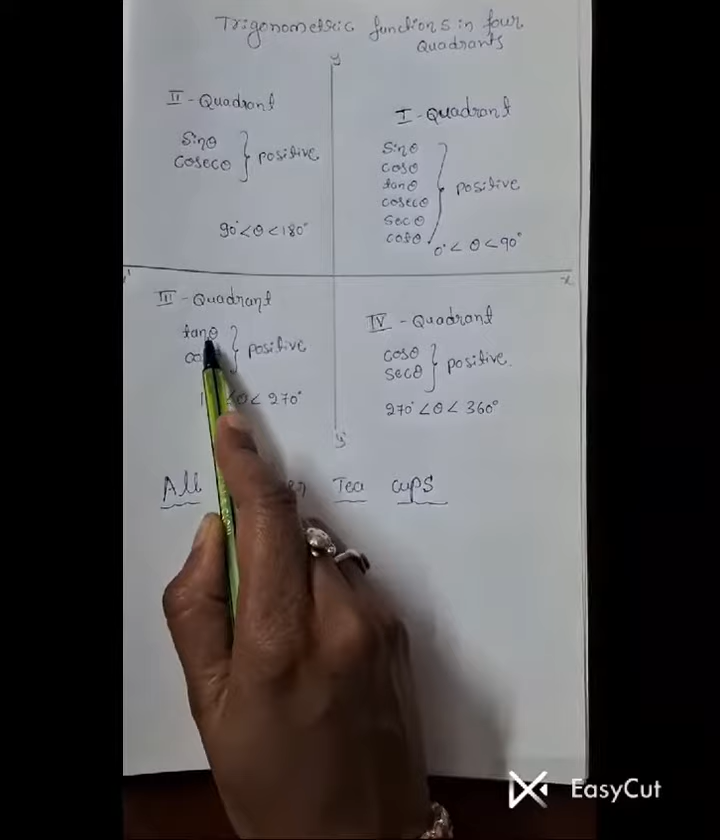 Trigonometric functions in four
Quadrants
y
II - Quadrant
sinθ
cosecθ
} positive
90° < θ < 180°
I - Quadrant
sinθ
cosθ
tanθ
cosecθ
secθ
cotθ
} positive
0° < θ < 90°
x'
x
III - Quadrant
tanθ
} positive
< θ < 270°
IV - Quadrant
cosθ
secθ
} positive.
270° < θ < 360°
y'
All Tea cups
EasyCut